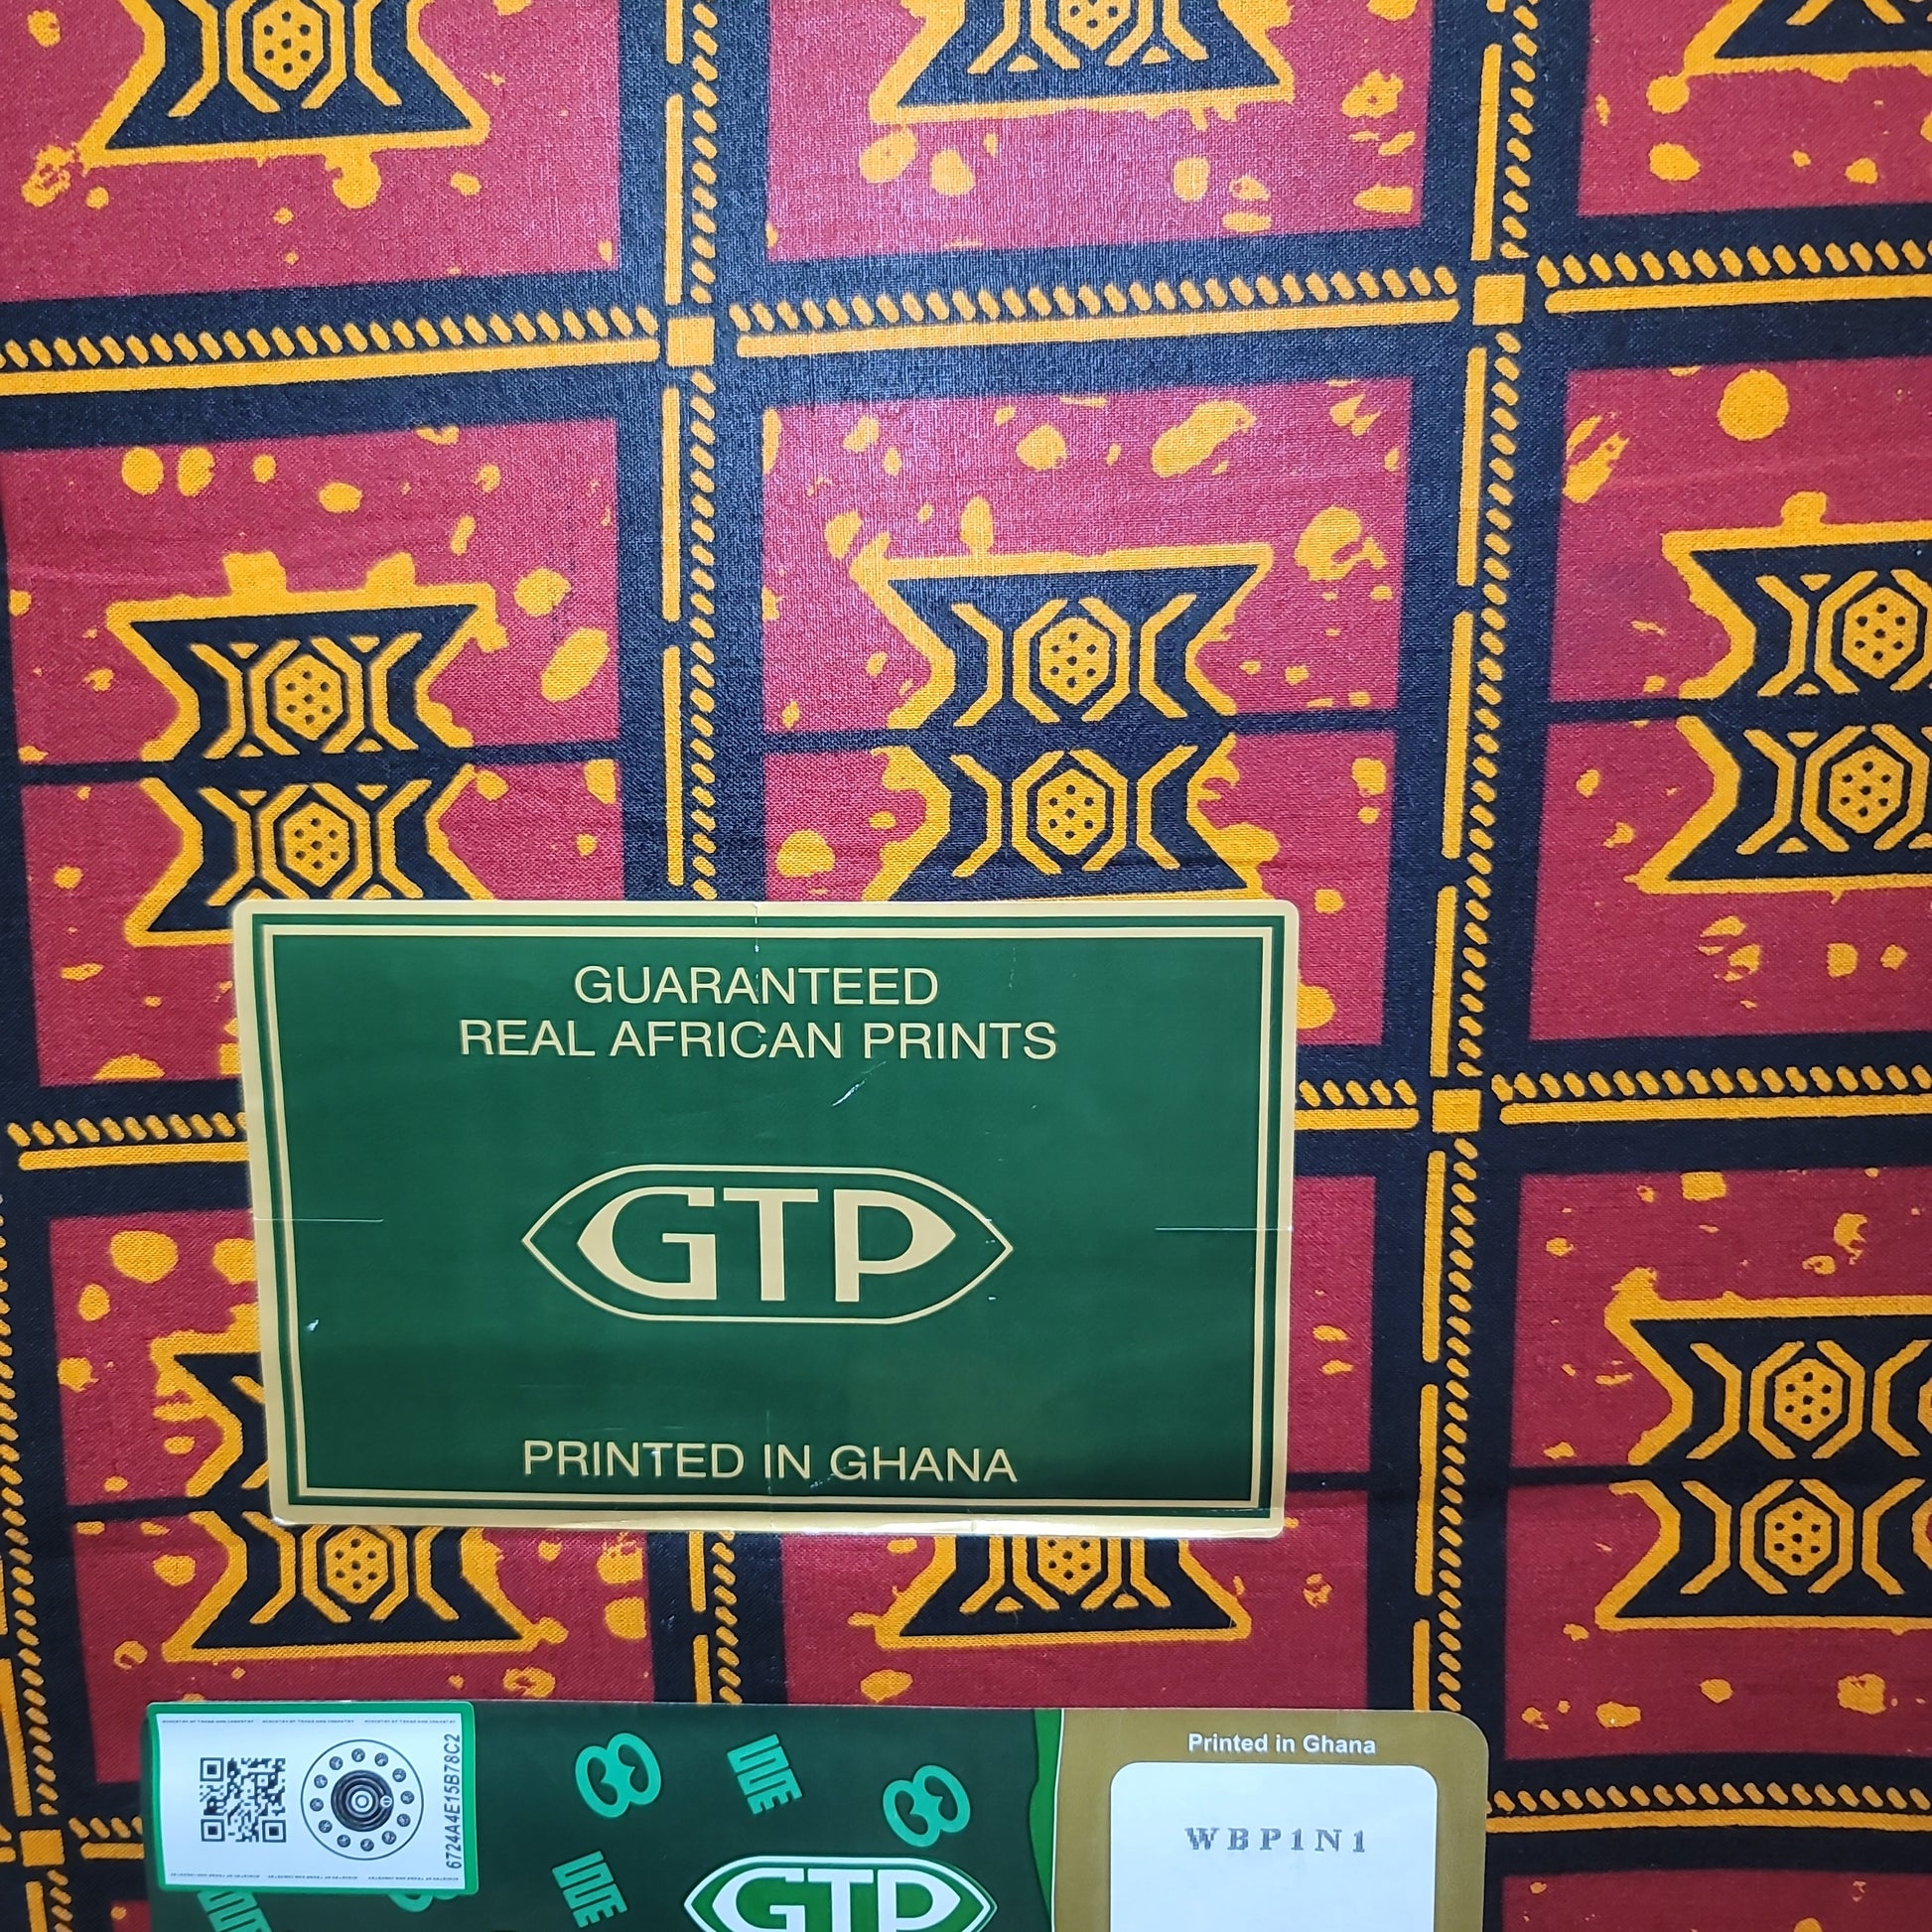 GUARANTEED
REAL AFRICAN PRINTS
GTP
PRINTED IN GHANA
6724A4E15B78C2
Printed in Ghana
WBP1N1
GTP